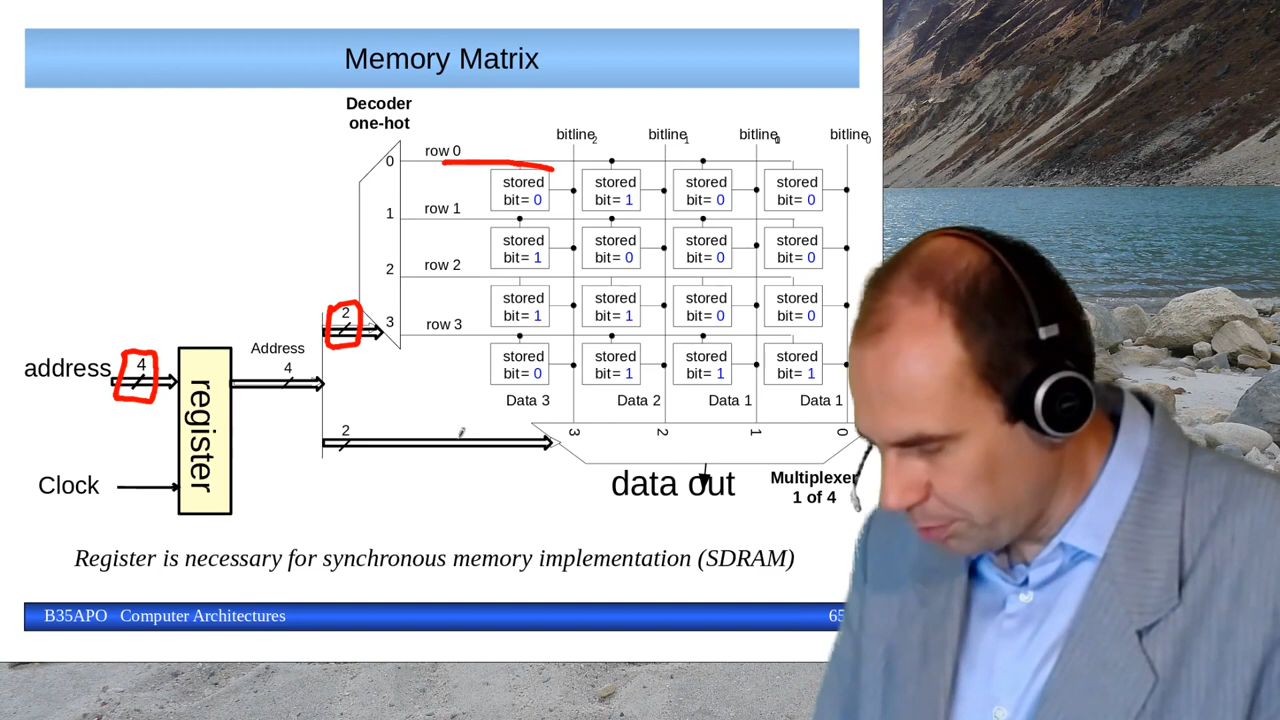 Memory Matrix
Decoder
one-hot
bitline2 bitline1 bitline0 bitline0
0 row 0
stored stored stored stored
bit= 0 bit= 1 bit= 0 bit= 0
1 row 1
stored stored stored stored
bit= 1 bit= 0 bit= 0 bit= 0
2 row 2
stored stored stored stored
bit= 1 bit= 1 bit= 0 bit= 0
2 3 row 3
stored stored stored stored
bit= 0 bit= 1 bit= 1 bit= 1
address 4
register
Address
4
Data 3 Data 2 Data 1 Data 1
2
3 2 1 0
Clock
data out
Multiplexer
1 of 4
Register is necessary for synchronous memory implementation (SDRAM)
B35APO Computer Architectures 65